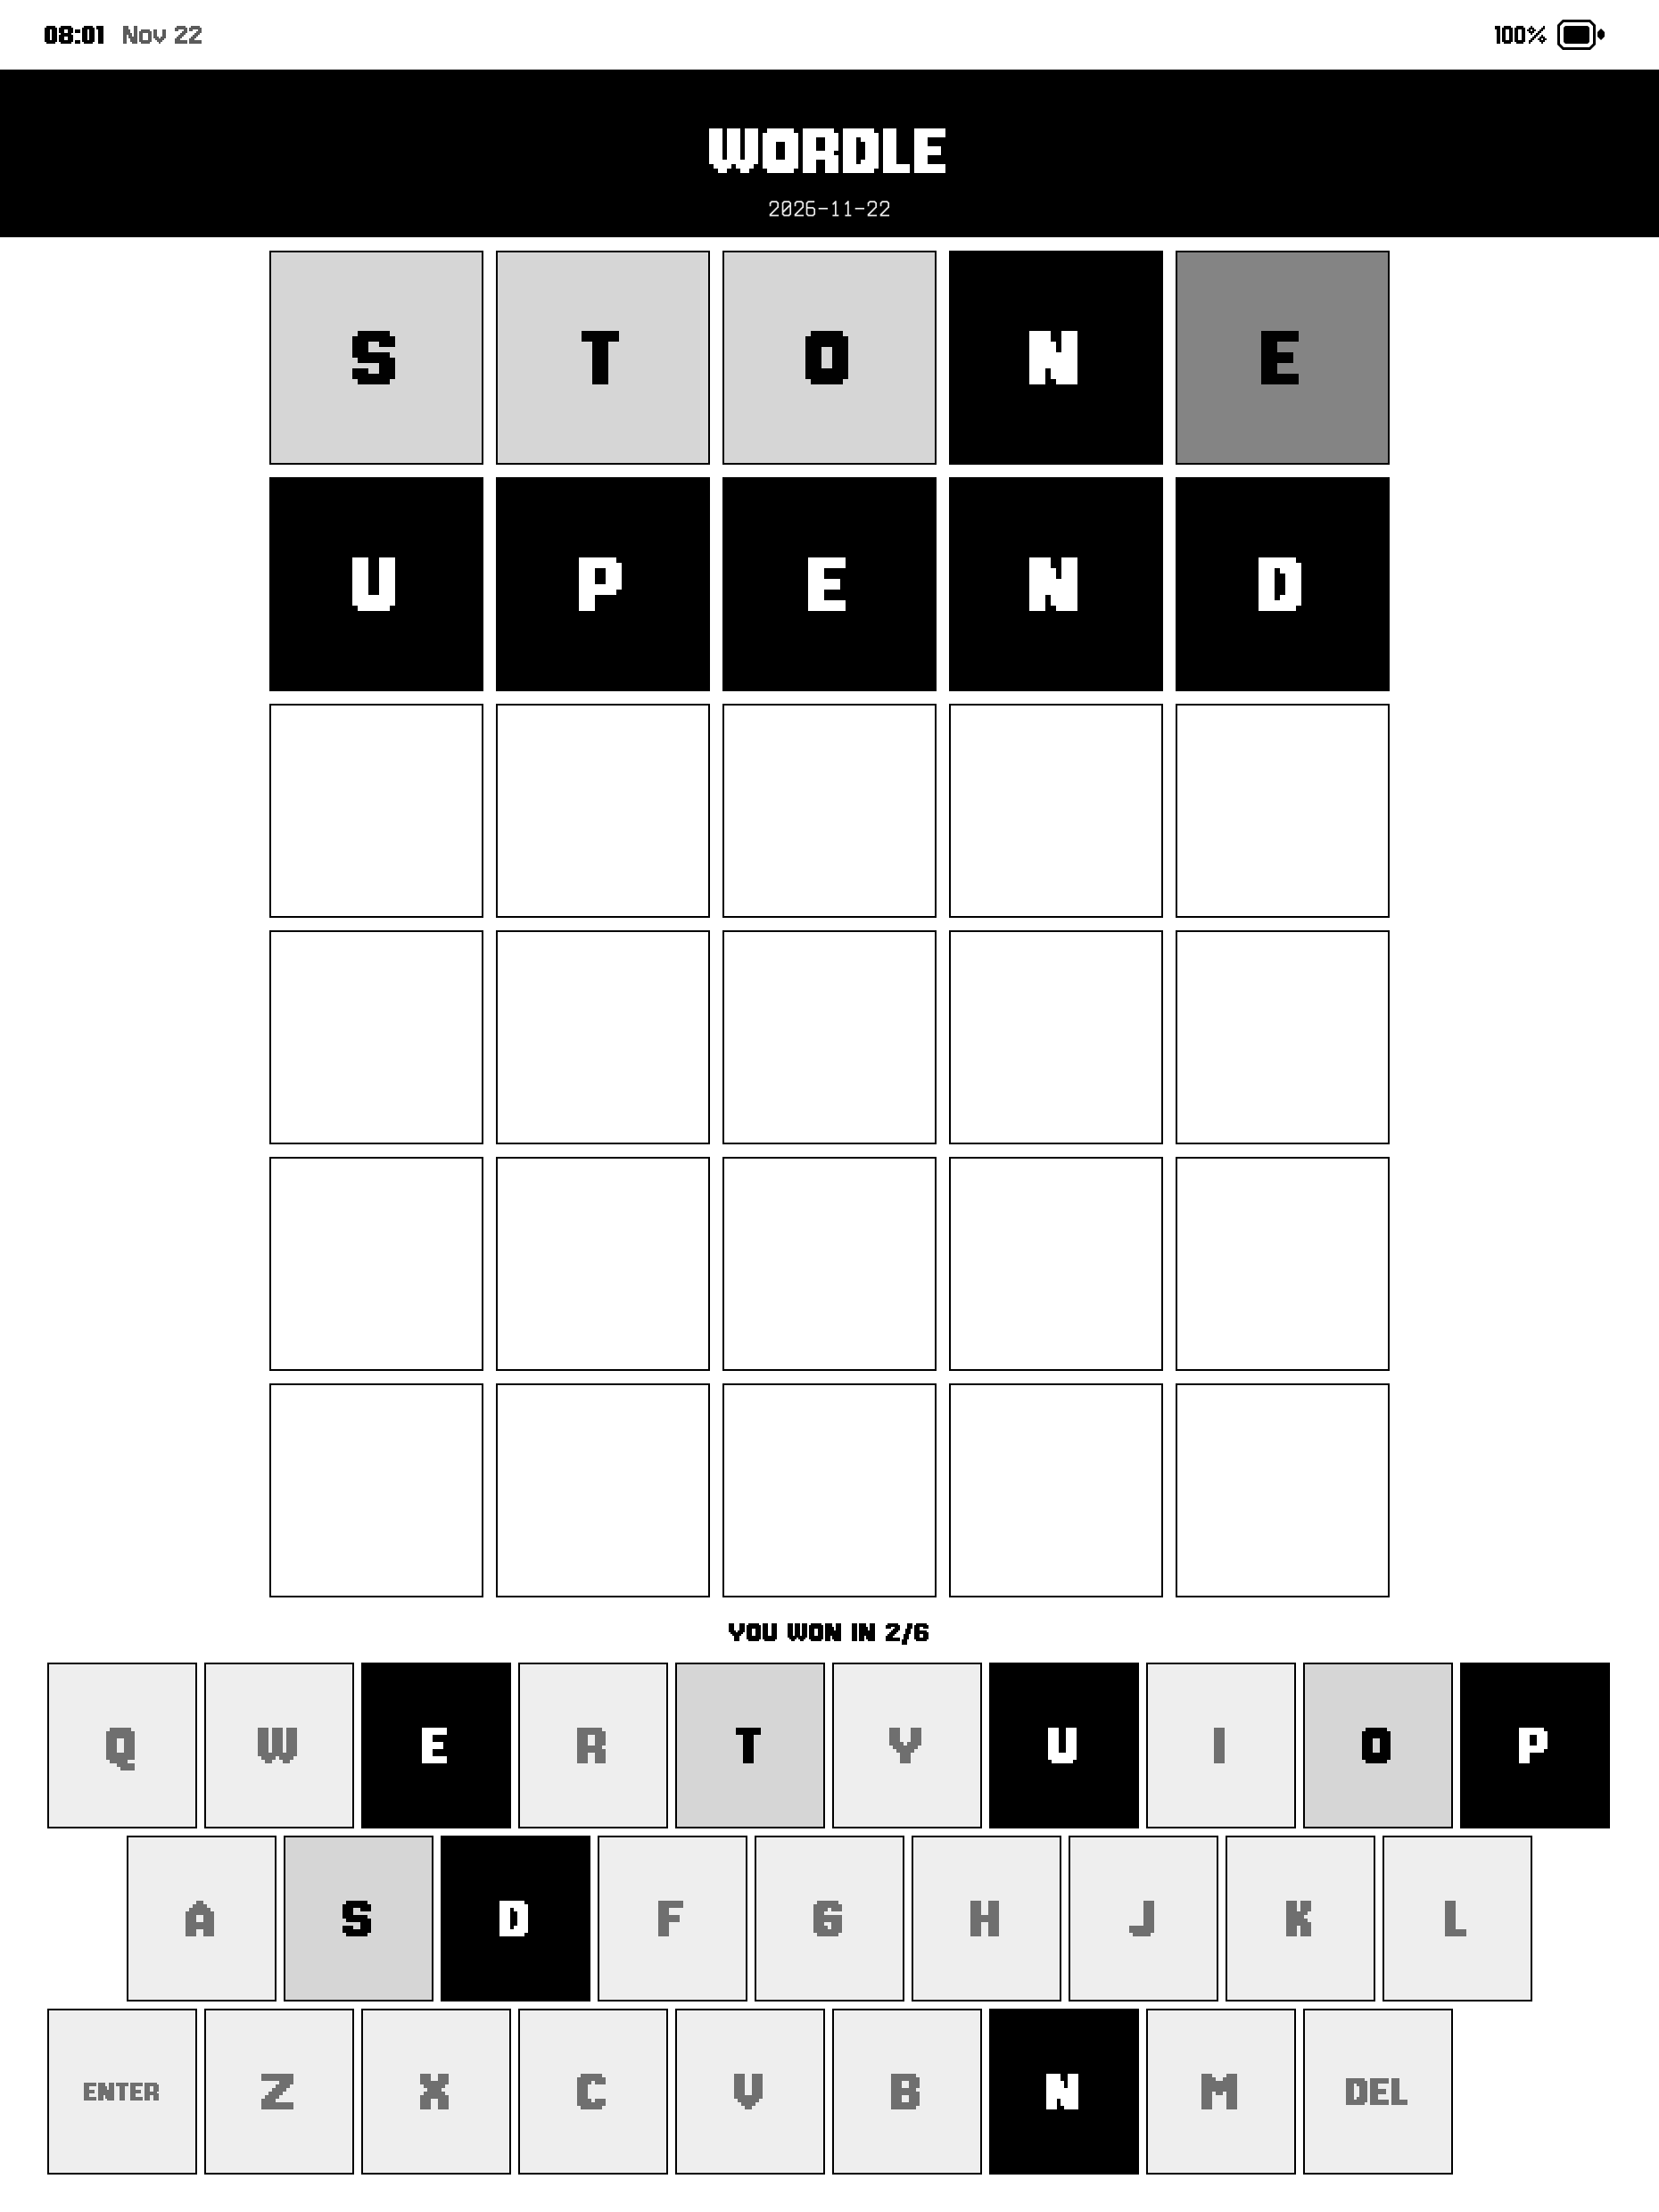 08:01 Nov 22 100%
WORDLE
2026-11-22
S T O N E
U P E N D
YOU WON IN 2/6
Q W E R T Y U I O P
A S D F G H J K L
ENTER Z X C V B N M DEL